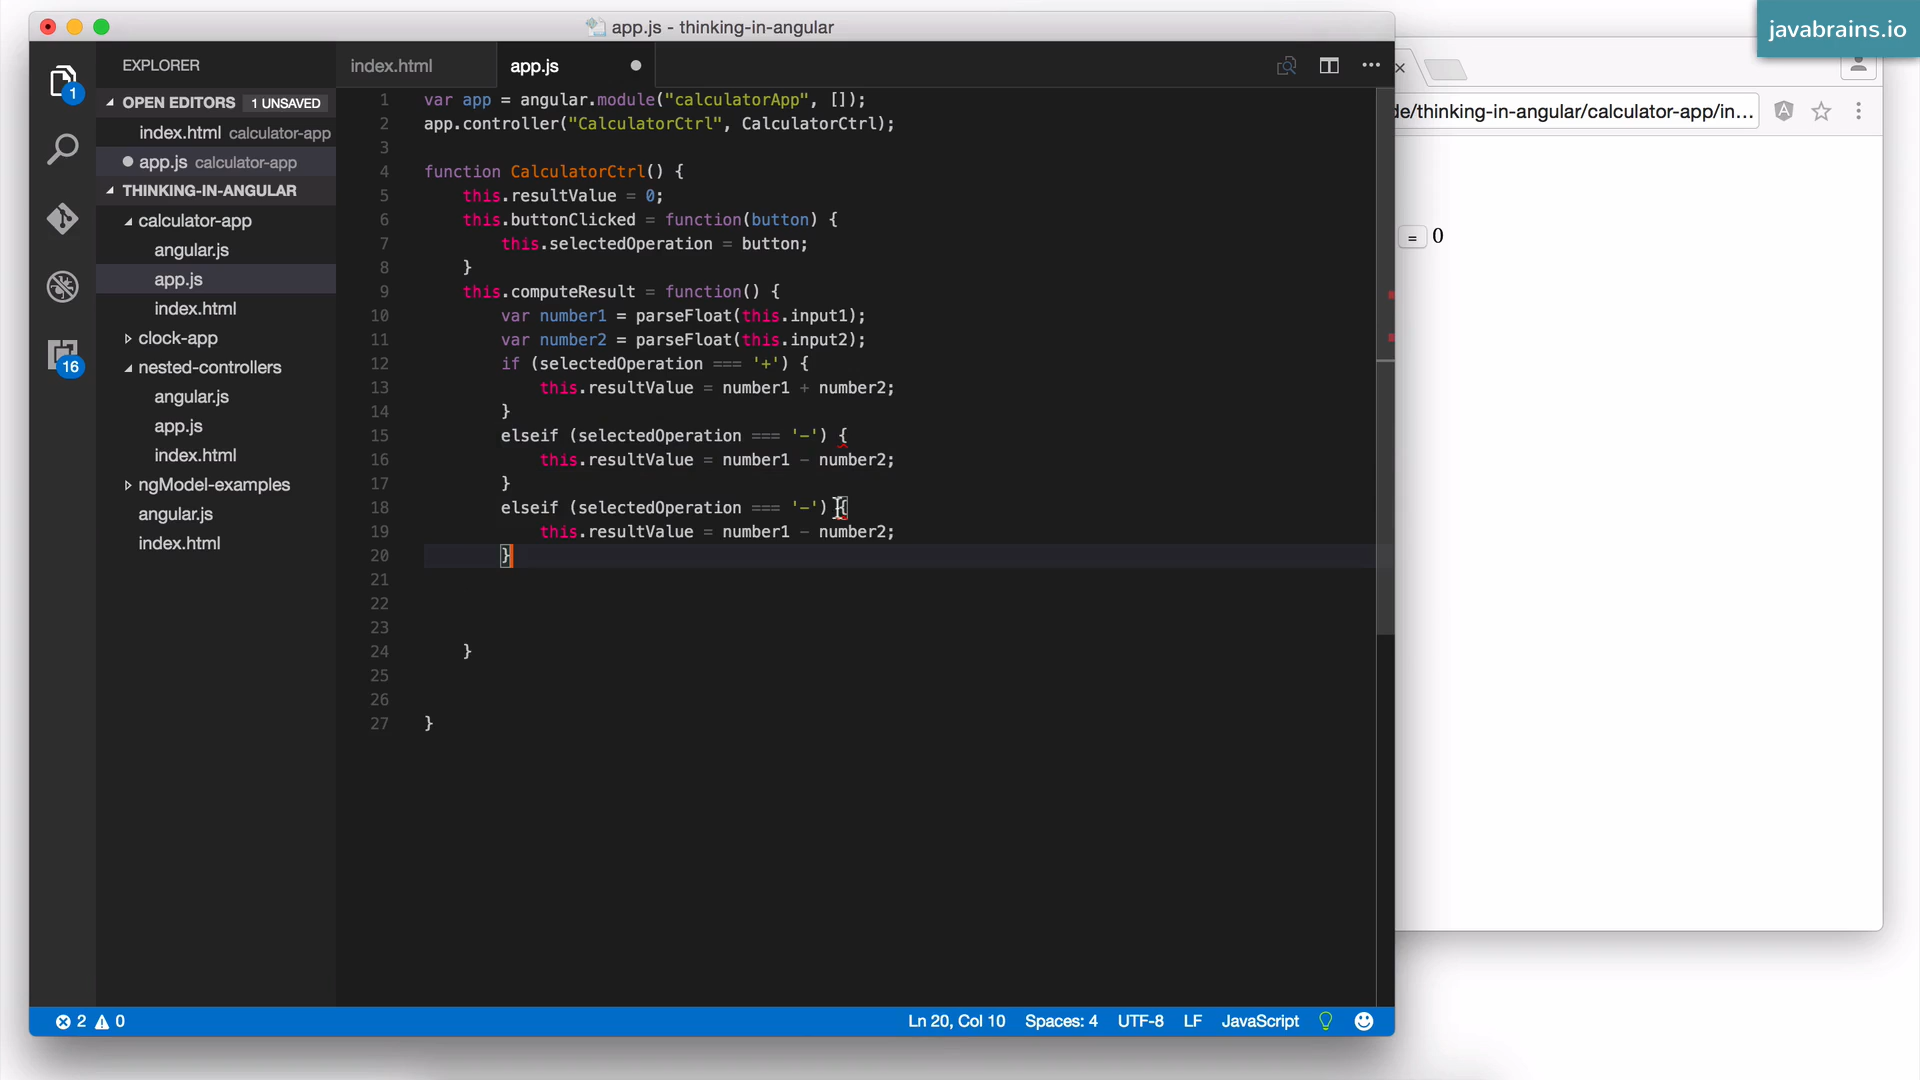 app.js - thinking-in-angular
javabrains.io
EXPLORER
index.html
app.js
OPEN EDITORS 1 UNSAVED
index.html calculator-app
app.js calculator-app
THINKING-IN-ANGULAR
calculator-app
angular.js
app.js
index.html
clock-app
nested-controllers
angular.js
app.js
index.html
ngModel-examples
angular.js
index.html
1
16
1 var app = angular.module("calculatorApp", []);
2 app.controller("CalculatorCtrl", CalculatorCtrl);
3
4 function CalculatorCtrl() {
5 this.resultValue = 0;
6 this.buttonClicked = function(button) {
7 this.selectedOperation = button;
8 }
9 this.computeResult = function() {
10 var number1 = parseFloat(this.input1);
11 var number2 = parseFloat(this.input2);
12 if (selectedOperation === '+') {
13 this.resultValue = number1 + number2;
14 }
15 elseif (selectedOperation === '-') {
16 this.resultValue = number1 - number2;
17 }
18 elseif (selectedOperation === '-') {
19 this.resultValue = number1 - number2;
20 }
21
22
23
24 }
25
26
27 }
de/thinking-in-angular/calculator-app/in...
= 0
2 0
Ln 20, Col 10 Spaces: 4 UTF-8 LF JavaScript